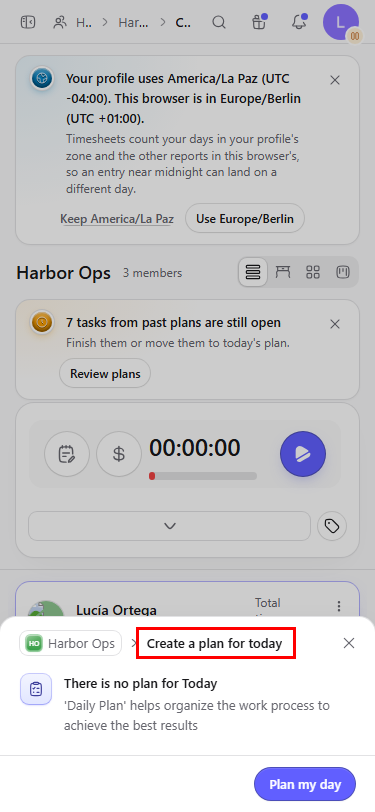 H..
Har...
C..
L
Your profile uses America/La Paz (UTC
-04:00). This browser is in Europe/Berlin
(UTC +01:00).
Timesheets count your days in your profile's
zone and the other reports in this browser's,
so an entry near midnight can land on a
different day.
Keep America/La Paz
Use Europe/Berlin
Harbor Ops
3 members
7 tasks from past plans are still open
Finish them or move them to today's plan.
Review plans
$
00:00:00
Lucía Ortega
Total
HO Harbor Ops
Create a plan for today
There is no plan for Today
'Daily Plan' helps organize the work process to
achieve the best results
Plan my day